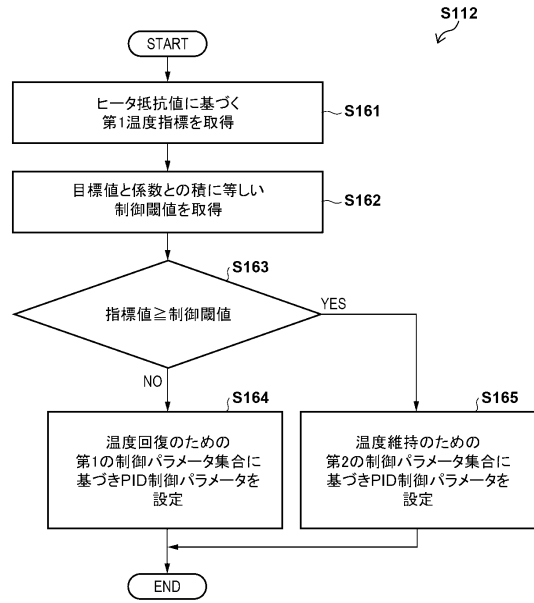 S112
START
ヒータ抵抗値に基づく
第1温度指標を取得
S161
目標値と係数との積に等しい
制御閾値を取得
S162
S163
指標値≧制御閾値
YES
NO
S164
温度回復のための
第1の制御パラメータ集合に
基づきPID制御パラメータを
設定
S165
温度維持のための
第2の制御パラメータ集合に
基づきPID制御パラメータを
設定
END